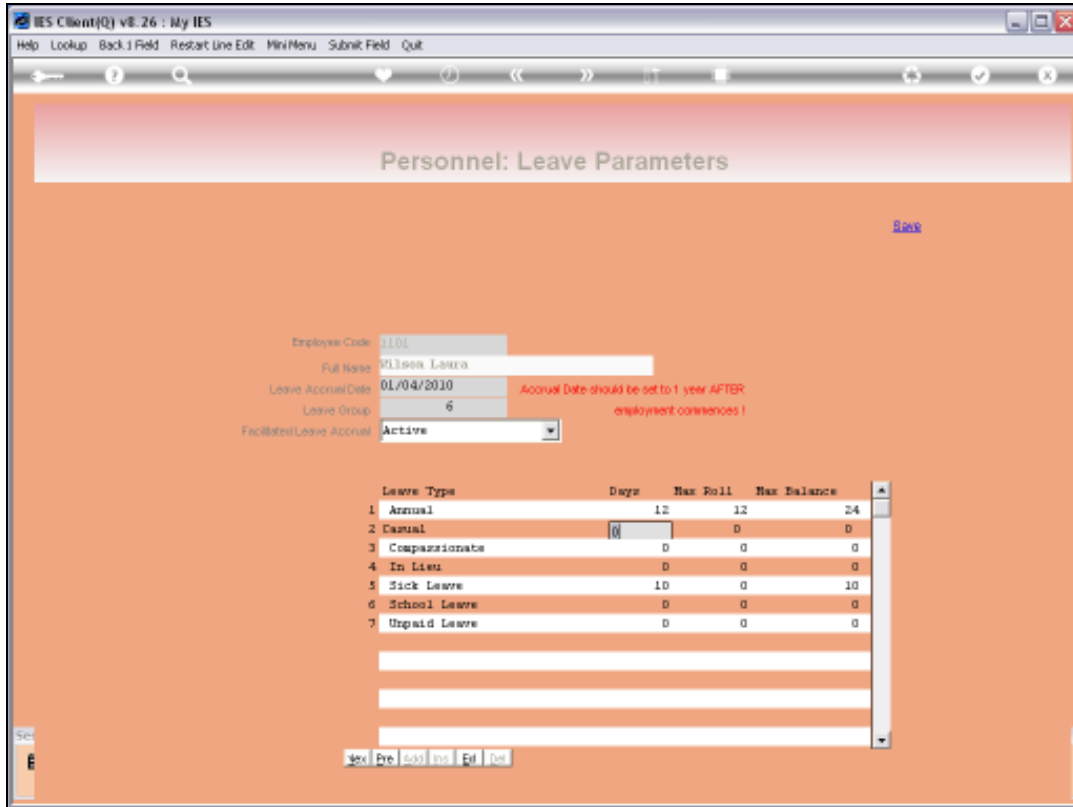 IES Client(Q) v8.26 : My IES
Help Lookup Back 1 Field Restart Line Edit MiniMenu Submit Field Quit
Personnel: Leave Parameters
Save
Employee Code 1101
Full Name Wilson Laura
Leave Accrual Date 01/04/2010 Accrual Date should be set to 1 year AFTER
Leave Group 6 employment commences !
Facilitated Leave Accrual Active
Leave Type Days Max Roll Max Balance
1 Annual 12 12 24
2 Casual 0 0 0
3 Compassionate 0 0 0
4 In Lieu 0 0 0
5 Sick Leave 10 0 10
6 School Leave 0 0 0
7 Unpaid Leave 0 0 0
Nex Pre Add Ins Del